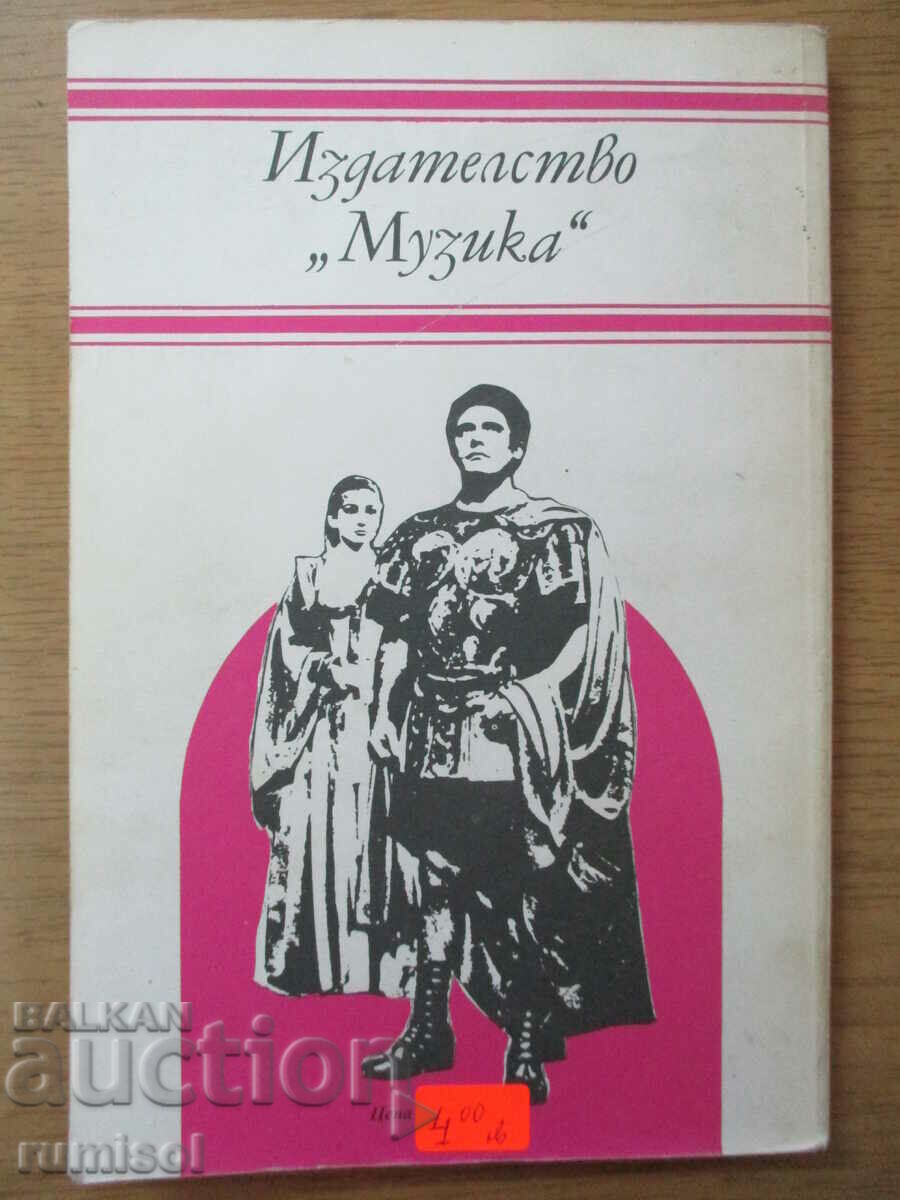 Издателство
„Музика“
BALKAN
auction
rumisol
Цена
4 00
лв